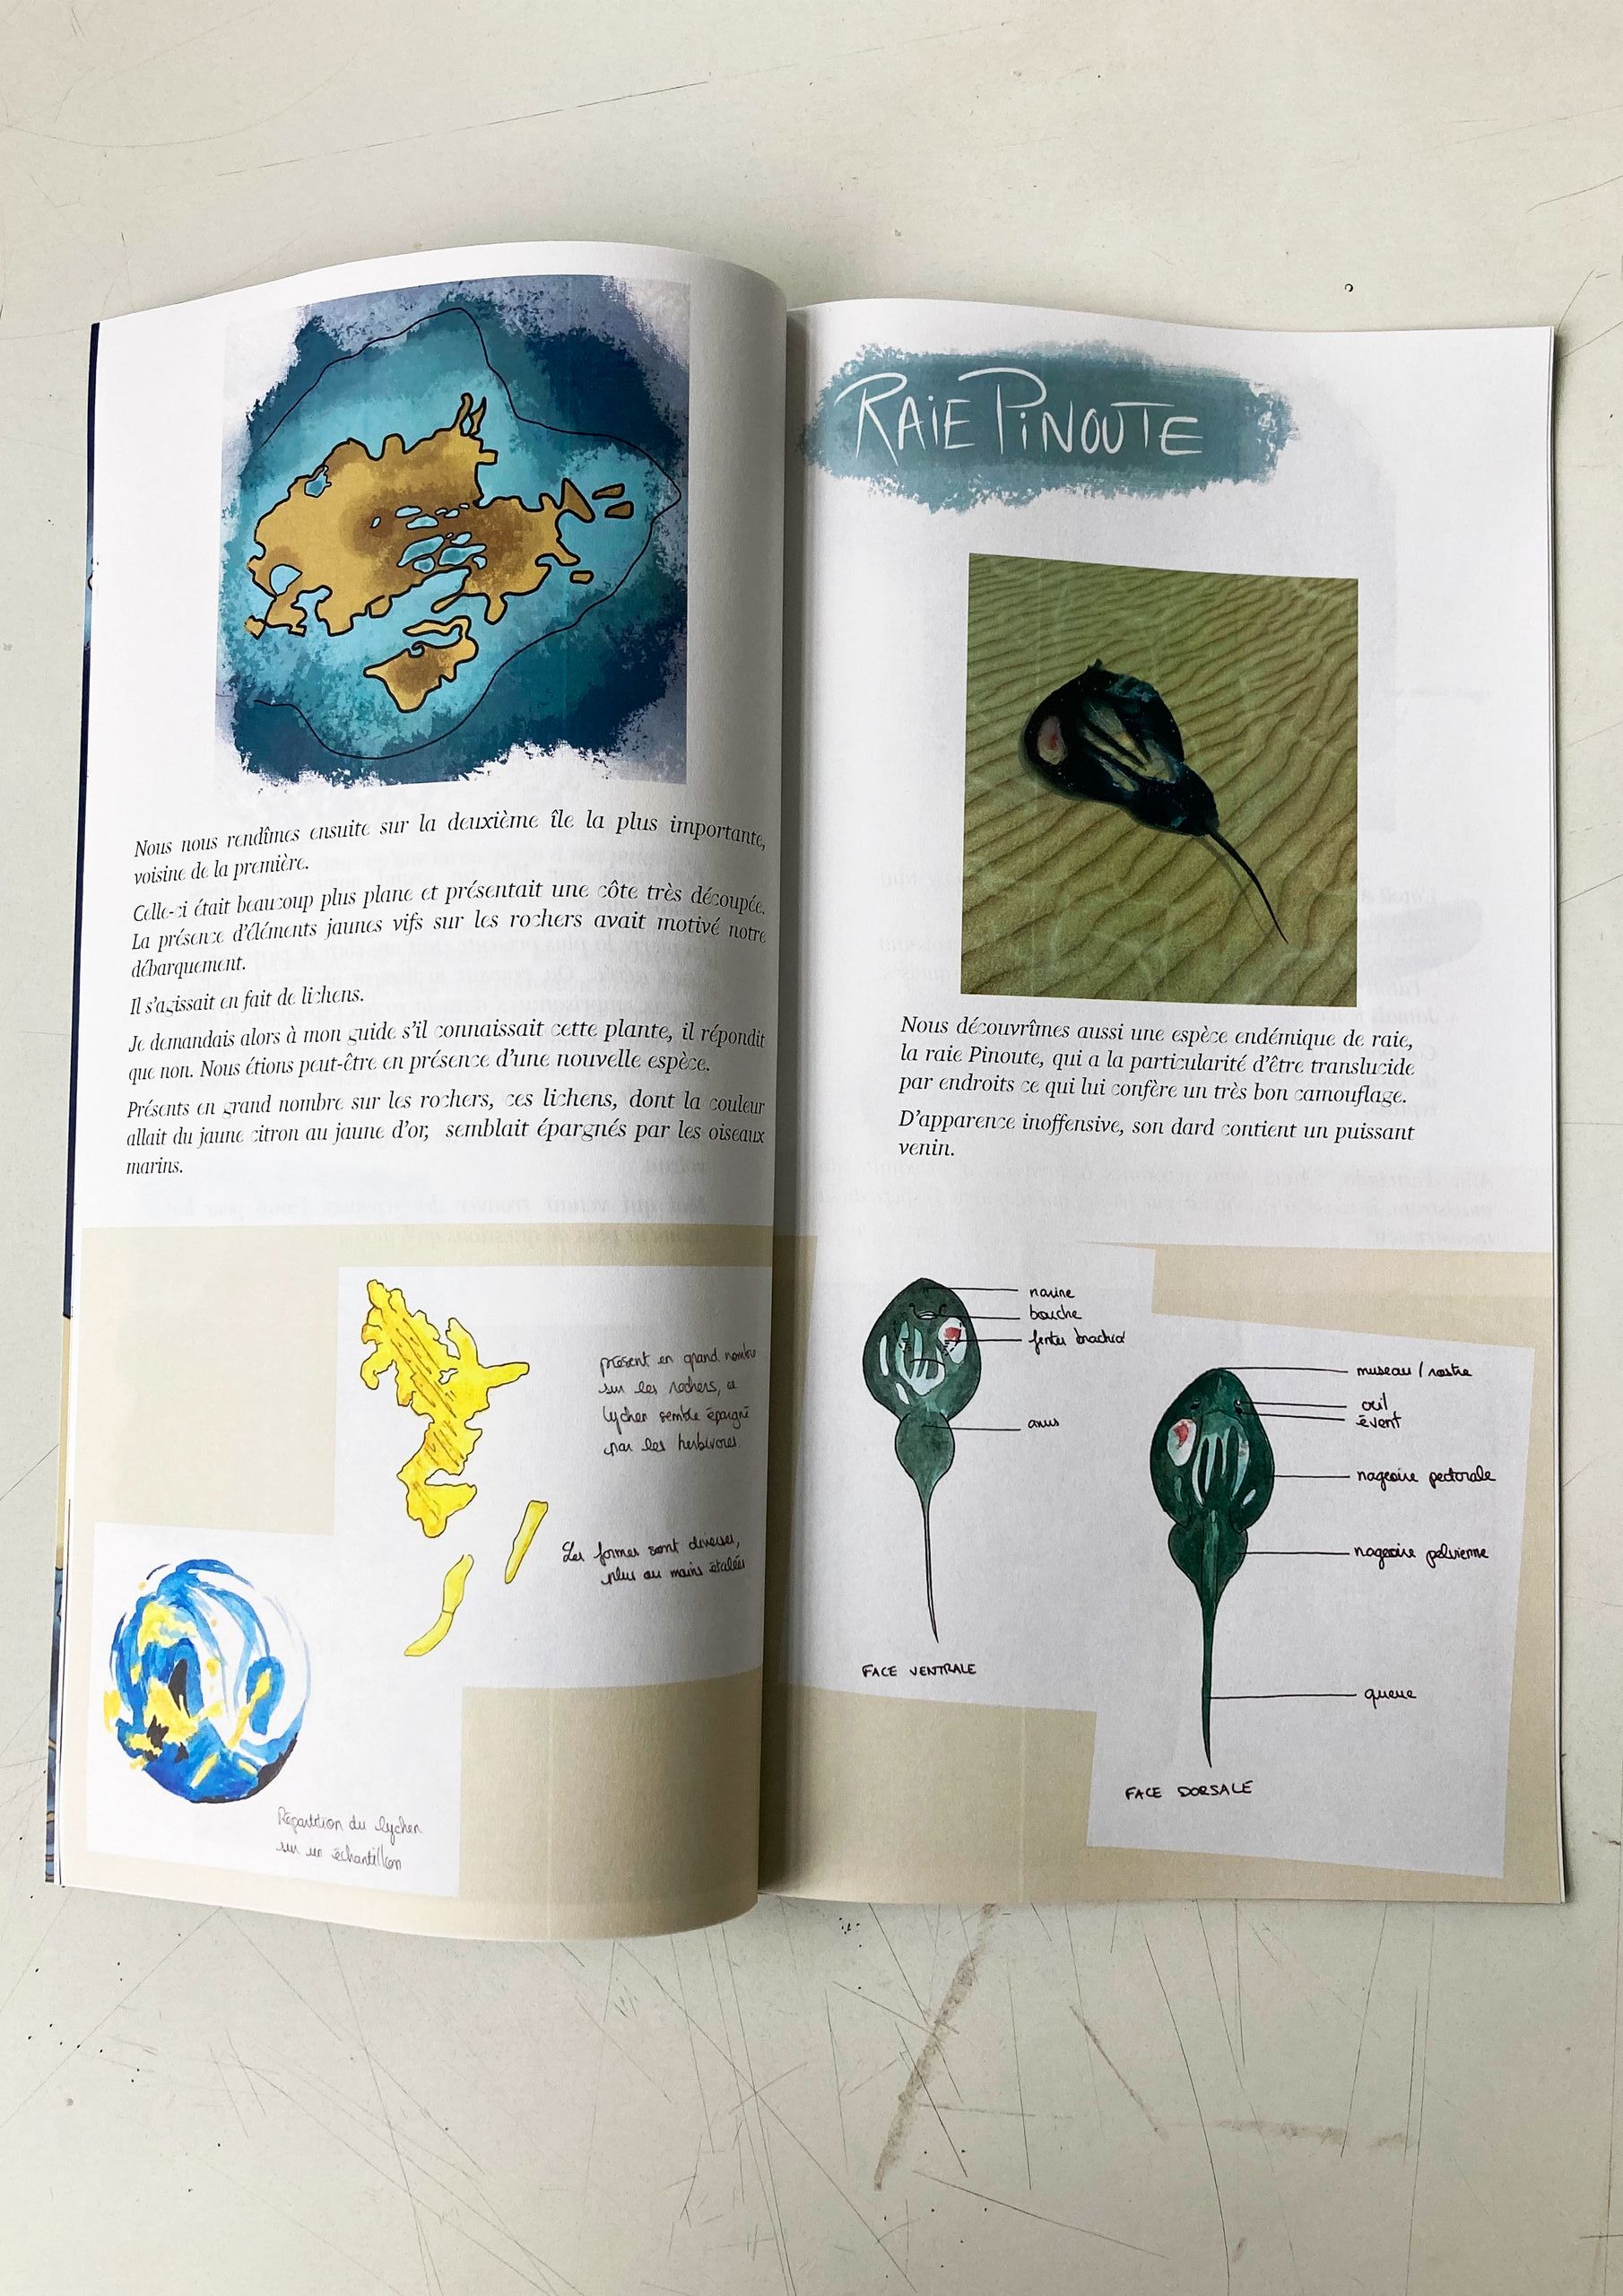 Nous nous rendîmes ensuite sur la deuxième île la plus importante,
voisine de la première.
Celle-ci était beaucoup plus plane et présentait une côte très découpée.
La présence d'éléments jaunes vifs sur les rochers avait motivé notre
débarquement.
Il s'agissait en fait de lichens.
Je demandais alors à mon guide s'il connaissait cette plante, il répondit
que non. Nous étions peut-être en présence d'une nouvelle espèce.
Présents en grand nombre sur les rochers, ces lichens, dont la couleur
allait du jaune citron au jaune d'or, semblait épargnés par les oiseaux
marins.
présent en grand nombre
sur les rochers, ce
lychen semble épargné
par les herbivores.
Les formes sont diverses,
plus ou moins étalées
Répartition du lychen
sur un échantillon
RAIE PINOUTE
Nous découvrîmes aussi une espèce endémique de raie,
la raie Pinoute, qui a la particularité d'être translucide
par endroits ce qui lui confère un très bon camouflage.
D'apparence inoffensive, son dard contient un puissant
venin.
narine
bouche
fentes
anus
FACE VENTRALE
museau / rostre
œil
évent
nageoire pectorale
nageoire pelvienne
queue
FACE DORSALE